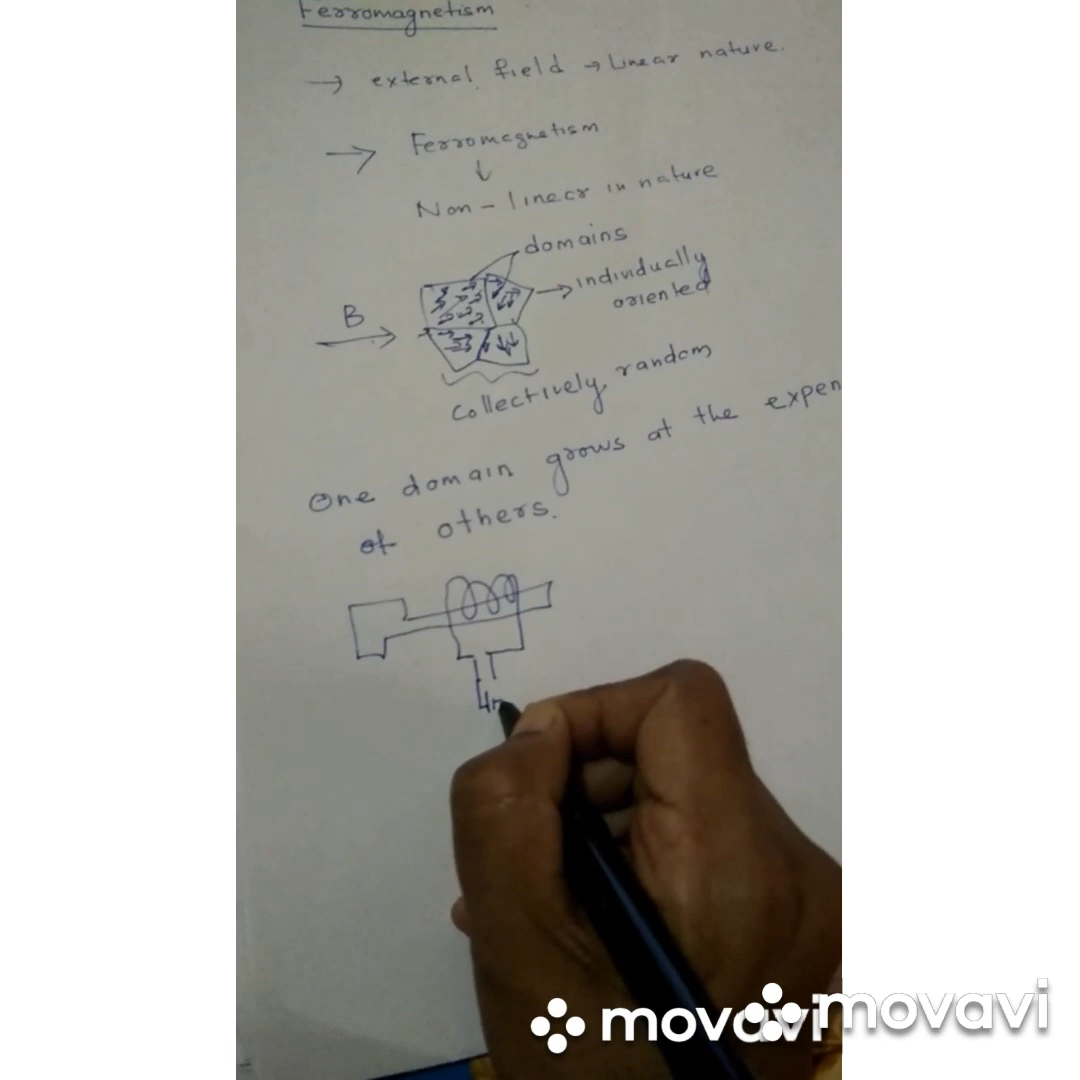 Ferromagnetism
→ external field → Linear nature.
→ Ferromagnetism
↓
Non-linear in nature
domains
→ individually
oriented
B
Collectively random
One domain grows at the expen
of others.
movavi
movavi